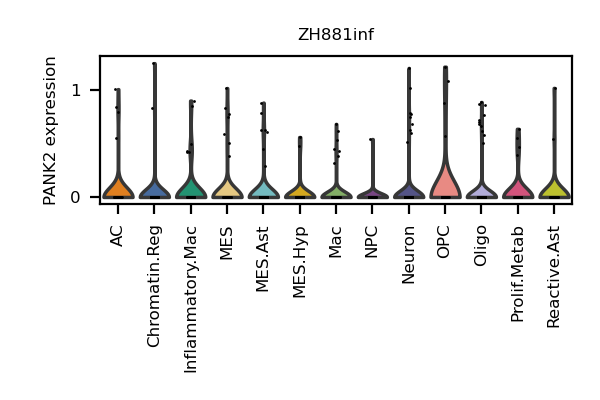 ZH881inf
PANK2 expression
1
0
AC
Chromatin.Reg
Inflammatory.Mac
MES
MES.Ast
MES.Hyp
Mac
NPC
Neuron
OPC
Oligo
Prolif.Metab
Reactive.Ast